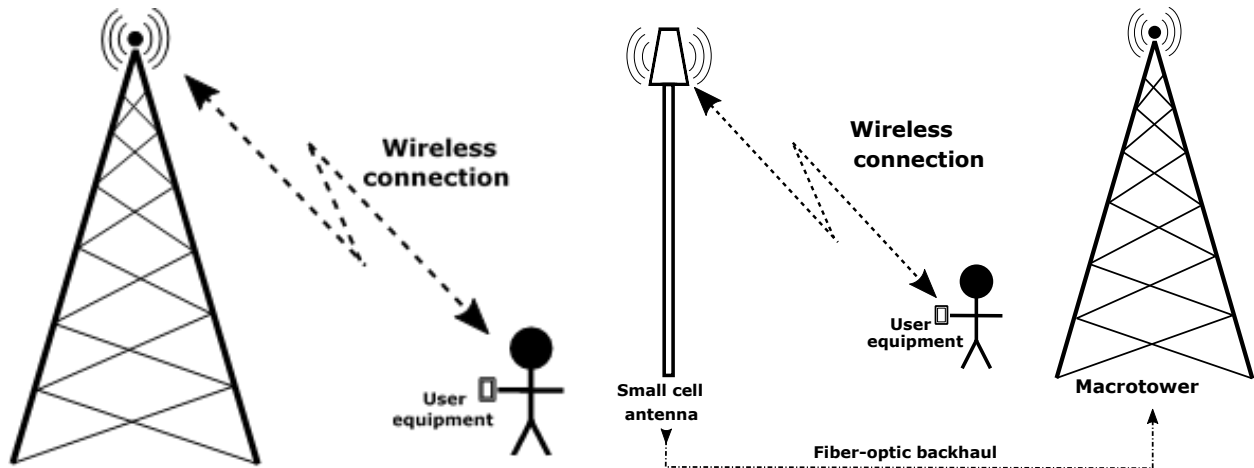 Wireless
connection
User
equipment
Wireless
connection
User
equipment
Small cell
antenna
Macrotower
Fiber-optic backhaul